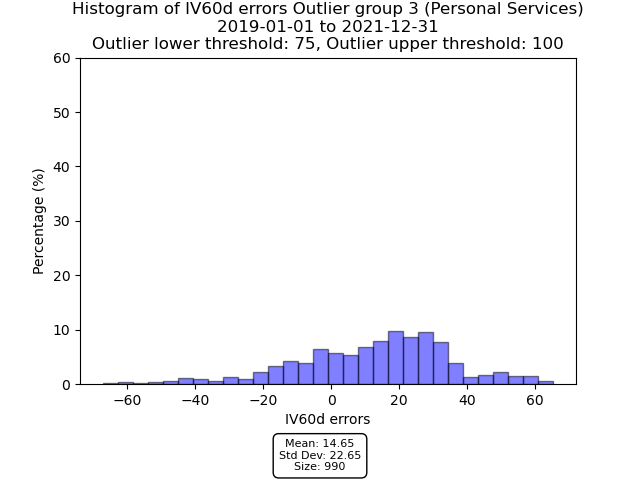 Histogram of IV60d errors Outlier group 3 (Personal Services)
2019-01-01 to 2021-12-31
Outlier lower threshold: 75, Outlier upper threshold: 100
60
50
40
30
20
10
0
Percentage (%)
−60 −40 −20 0 20 40 60
IV60d errors
Mean: 14.65
Std Dev: 22.65
Size: 990